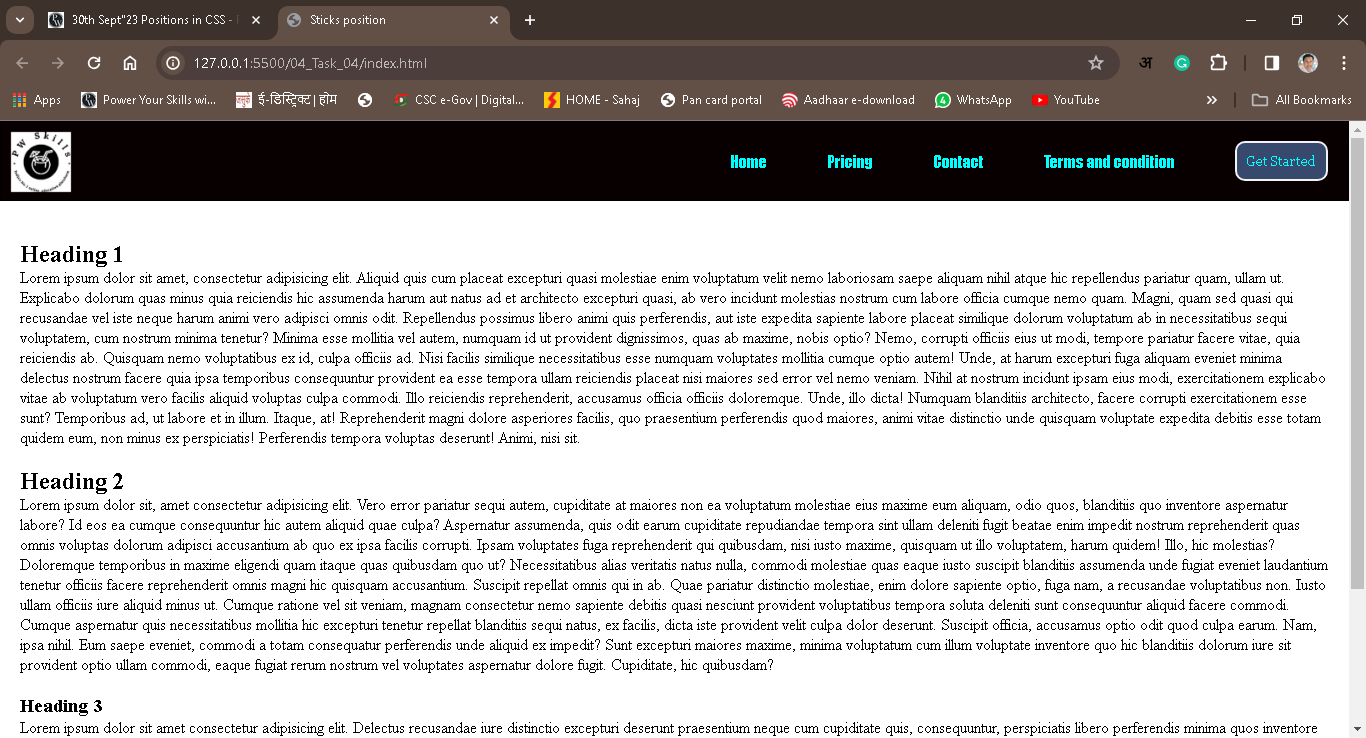 30th Sept"23 Positions in CSS -
Sticks position
127.0.0.1:5500/04_Task_04/index.html
अ
Apps
Power Your Skills wi...
ई-डिस्ट्रिक्ट | होम
CSC e-Gov | Digital...
HOME - Sahaj
Pan card portal
Aadhaar e-download
WhatsApp
YouTube
All Bookmarks
PW Skills
Home
Pricing
Contact
Terms and condition
Get Started
Heading 1
Lorem ipsum dolor sit amet, consectetur adipisicing elit. Aliquid quis cum placeat excepturi quasi molestiae enim voluptatum velit nemo laboriosam saepe aliquam nihil atque hic repellendus pariatur quam, ullam ut.
Explicabo dolorum quas minus quia reiciendis hic assumenda harum aut natus ad et architecto excepturi quasi, ab vero incidunt molestias nostrum cum labore officia cumque nemo quam. Magni, quam sed quasi qui
recusandae vel iste neque harum animi vero adipisci omnis odit. Repellendus possimus libero animi quis perferendis, aut iste expedita sapiente labore placeat similique dolorum voluptatum ab in necessitatibus sequi
voluptatem, cum nostrum minima tenetur? Minima esse mollitia vel autem, numquam id ut provident dignissimos, quas ab maxime, nobis optio? Nemo, corrupti officiis eius ut modi, tempore pariatur facere vitae, quia
reiciendis ab. Quisquam nemo voluptatibus ex id, culpa officiis ad. Nisi facilis similique necessitatibus esse numquam voluptates mollitia cumque optio autem! Unde, at harum excepturi fuga aliquam eveniet minima
delectus nostrum facere quia ipsa temporibus consequuntur provident ea esse tempora ullam reiciendis placeat nisi maiores sed error vel nemo veniam. Nihil at nostrum incidunt ipsam eius modi, exercitationem explicabo
vitae ab voluptatum vero facilis aliquid voluptas culpa commodi. Illo reiciendis reprehenderit, accusamus officia officiis doloremque. Unde, illo dicta! Numquam blanditiis architecto, facere corrupti exercitationem esse
sunt? Temporibus ad, ut labore et in illum. Itaque, at! Reprehenderit magni dolore asperiores facilis, quo praesentium perferendis quod maiores, animi vitae distinctio unde quisquam voluptate expedita debitis esse totam
quidem eum, non minus ex perspiciatis! Perferendis tempora voluptas deserunt! Animi, nisi sit.
Heading 2
Lorem ipsum dolor sit, amet consectetur adipisicing elit. Vero error pariatur sequi autem, cupiditate at maiores non ea voluptatum molestiae eius maxime eum aliquam, odio quos, blanditiis quo inventore aspernatur
labore? Id eos ea cumque consequuntur hic autem aliquid quae culpa? Aspernatur assumenda, quis odit earum cupiditate repudiandae tempora sint ullam deleniti fugit beatae enim impedit nostrum reprehenderit quas
omnis voluptas dolorum adipisci accusantium ab quo ex ipsa facilis corrupti. Ipsam voluptates fuga reprehenderit qui quibusdam, nisi iusto maxime, quisquam ut illo voluptatem, harum quidem! Illo, hic molestias?
Doloremque temporibus in maxime eligendi quam itaque quas quibusdam quo ut? Necessitatibus alias veritatis natus nulla, commodi molestiae quas eaque iusto suscipit blanditiis assumenda unde fugiat eveniet laudantium
tenetur officiis facere reprehenderit omnis magni hic quisquam accusantium. Suscipit repellat omnis qui in ab. Quae pariatur distinctio molestiae, enim dolore sapiente optio, fuga nam, a recusandae voluptatibus non. Iusto
ullam officiis iure aliquid minus ut. Cumque ratione vel sit veniam, magnam consectetur nemo sapiente debitis quasi nesciunt provident voluptatibus tempora soluta deleniti sunt consequuntur aliquid facere commodi.
Cumque aspernatur quis necessitatibus mollitia hic excepturi tenetur repellat blanditiis sequi natus, ex facilis, dicta iste provident velit culpa dolor deserunt. Suscipit officia, accusamus optio odit quod culpa earum. Nam,
ipsa nihil. Eum saepe eveniet, commodi a totam consequatur perferendis unde aliquid ex impedit? Sunt excepturi maiores maxime, minima voluptatum cum illum voluptate inventore quo hic blanditiis dolorum iure sit
provident optio ullam commodi, eaque fugiat rerum nostrum vel voluptates aspernatur dolore fugit. Cupiditate, hic quibusdam?
Heading 3
Lorem ipsum dolor sit amet consectetur adipisicing elit. Delectus recusandae iure distinctio excepturi deserunt praesentium neque cum cupiditate quis, consequuntur, perspiciatis libero perferendis minima quos inventore